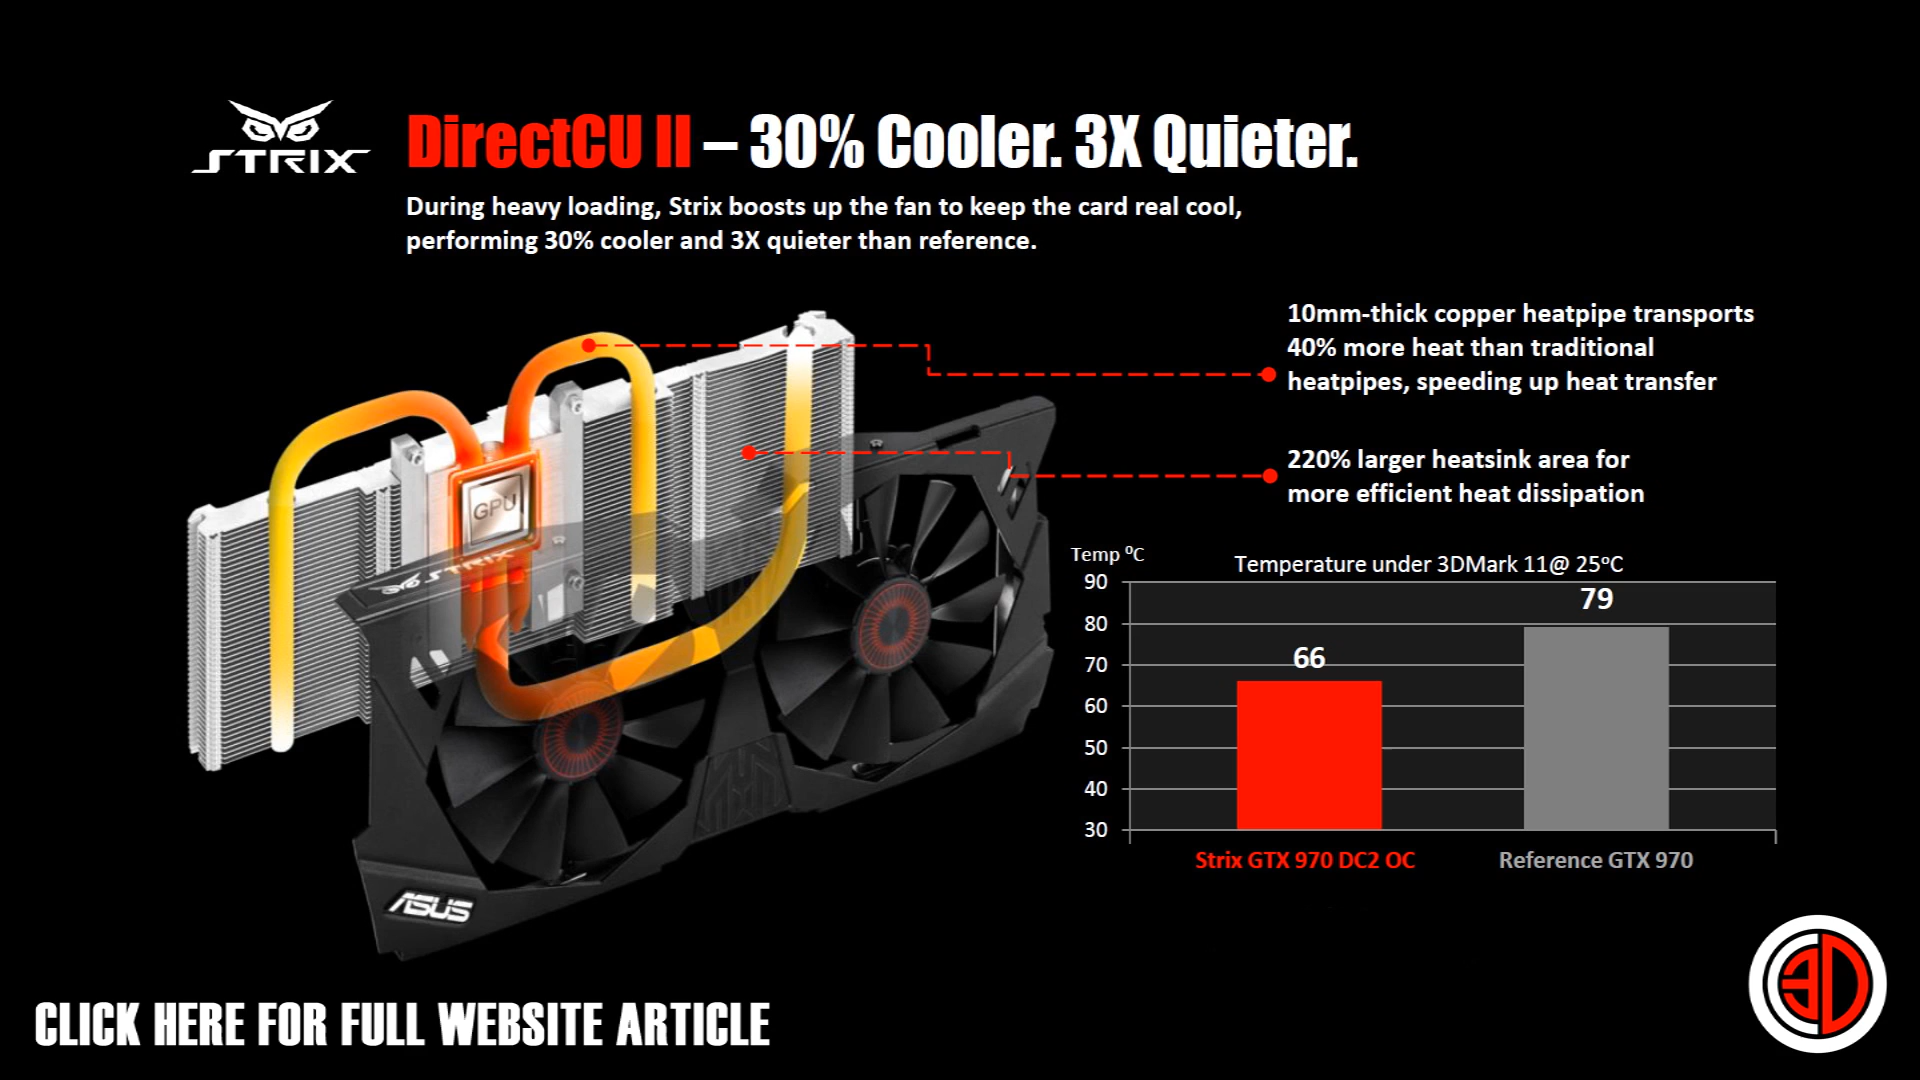 STRIX
DirectCU II – 30% Cooler. 3X Quieter.
During heavy loading, Strix boosts up the fan to keep the card real cool,
performing 30% cooler and 3X quieter than reference.
10mm-thick copper heatpipe transports
40% more heat than traditional
heatpipes, speeding up heat transfer
220% larger heatsink area for
more efficient heat dissipation
GPU
STRIX
ASUS
Temp ºC
Temperature under 3DMark 11@ 25ºC
90
80
70
60
50
40
30
66
79
Strix GTX 970 DC2 OC
Reference GTX 970
CLICK HERE FOR FULL WEBSITE ARTICLE
3D